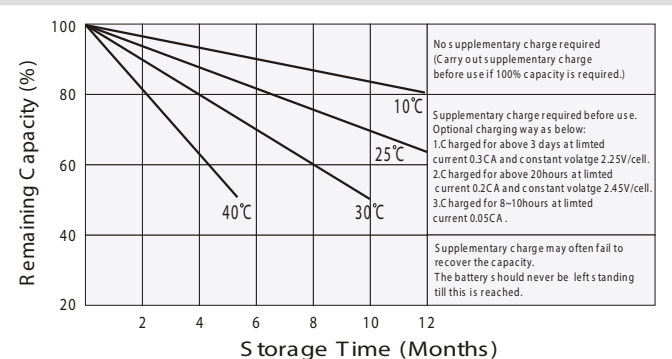 Remaining Capacity (%)
100
80
60
40
20
2
4
6
8
10
12
Storage Time (Months)
10℃
25℃
30℃
40℃
No supplementary charge required
(Carry out supplementary charge
before use if 100% capacity is required.)
Supplementary charge required before use.
Optional charging way as below:
1.Charged for above 3 days at limted
current 0.3CA and constant volatge 2.25V/cell.
2.Charged for above 20hours at limted
current 0.2CA and constant volatge 2.45V/cell.
3.Charged for 8~10hours at limted
current 0.05CA .
Supplementary charge may often fail to
recover the capacity.
The battery should never be left standing
till this is reached.